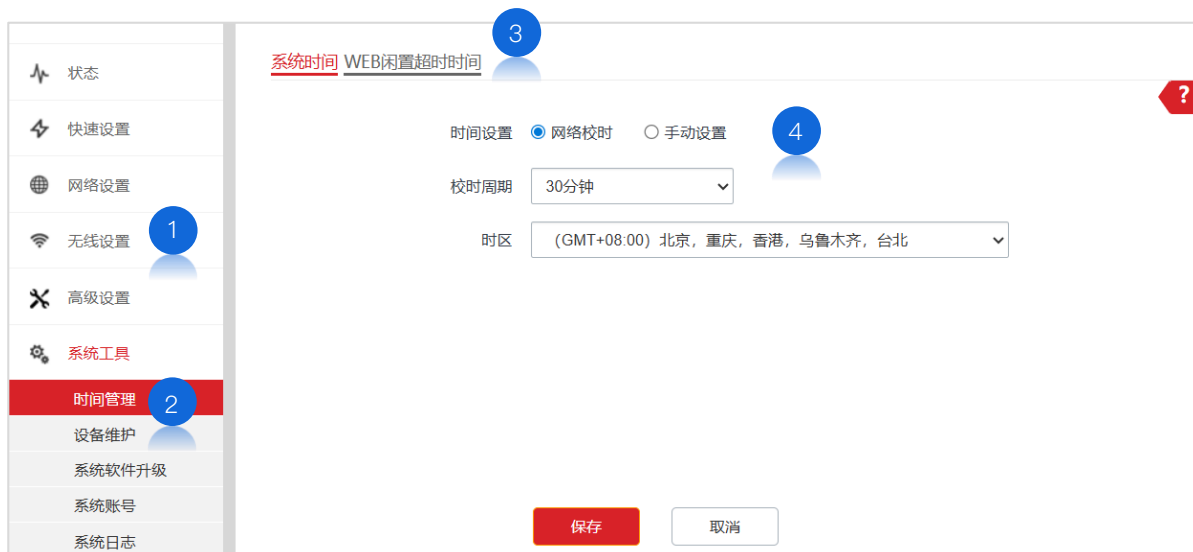 状态
快速设置
网络设置
无线设置
1
高级设置
系统工具
时间管理
2
设备维护
系统软件升级
系统账号
系统日志
系统时间 WEB闲置超时时间
3
?
时间设置 网络校时 手动设置
4
校时周期 30分钟
时区 (GMT+08:00) 北京，重庆，香港，乌鲁木齐，台北
保存 取消